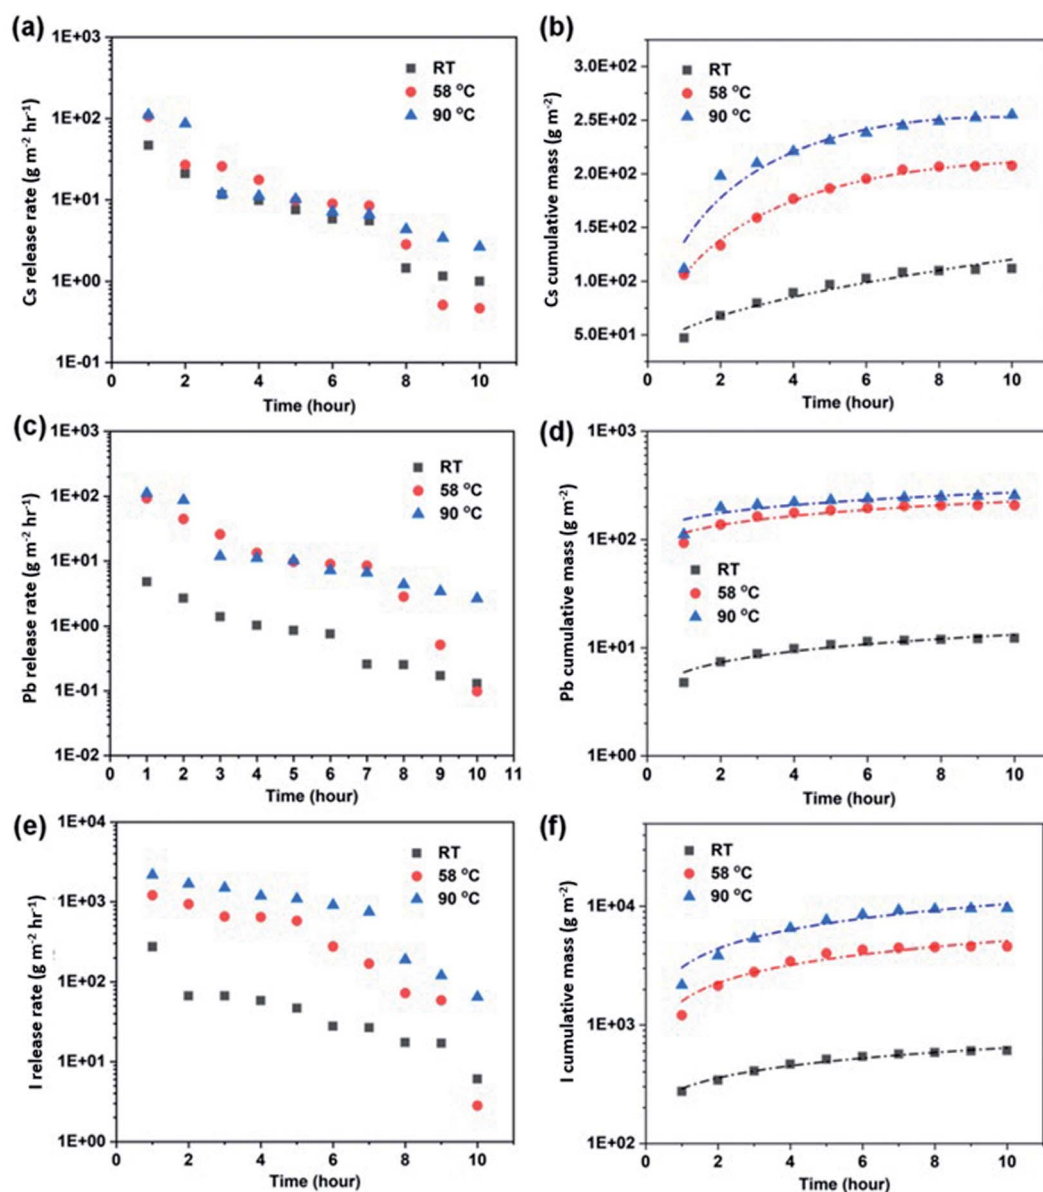 (a)
1E+03
1E+02
1E+01
1E+00
1E-01
Cs release rate (g m⁻² hr⁻¹)
RT
58 °C
90 °C
0 2 4 6 8 10
Time (hour)
(b)
3.0E+02
2.5E+02
2.0E+02
1.5E+02
1.0E+02
5.0E+01
Cs cumulative mass (g m⁻²)
RT
58 °C
90 °C
0 2 4 6 8 10
Time (hour)
(c)
1E+03
1E+02
1E+01
1E+00
1E-01
1E-02
Pb release rate (g m⁻² hr⁻¹)
RT
58 °C
90 °C
0 1 2 3 4 5 6 7 8 9 10 11
Time (hour)
(d)
1E+03
1E+02
1E+01
1E+00
Pb cumulative mass (g m⁻²)
RT
58 °C
90 °C
0 2 4 6 8 10
Time (hour)
(e)
1E+04
1E+03
1E+02
1E+01
1E+00
I release rate (g m⁻² hr⁻¹)
RT
58 °C
90 °C
0 2 4 6 8 10
Time (hour)
(f)
1E+04
1E+03
1E+02
I cumulative mass (g m⁻²)
RT
58 °C
90 °C
0 2 4 6 8 10
Time (hour)